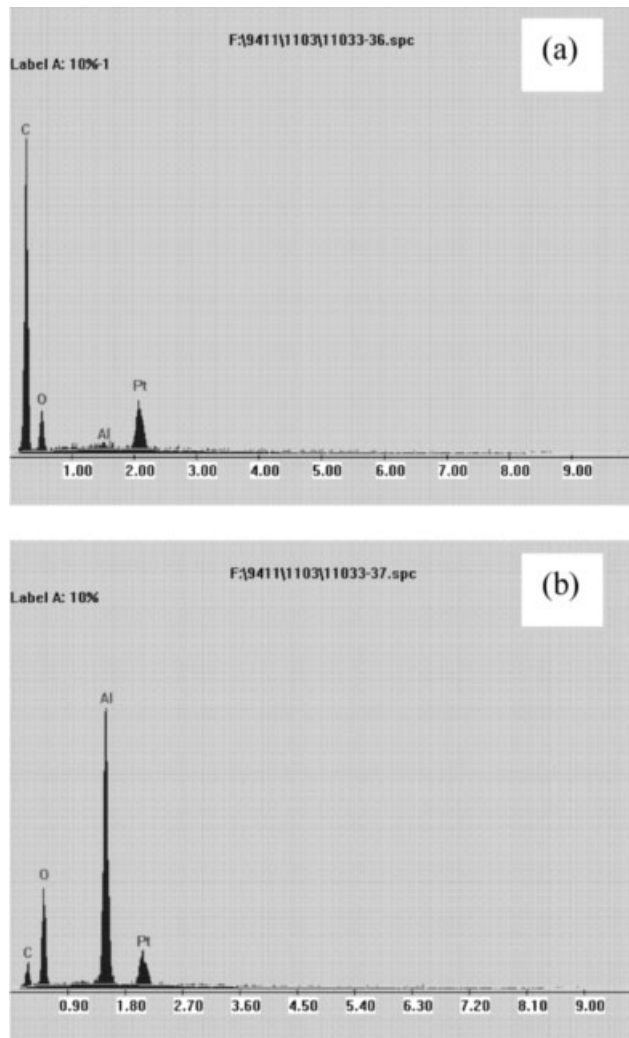 F:\9411\1103\11033-36.spc
(a)
Label A: 10%-1
C
O
Al
Pt
1.00 2.00 3.00 4.00 5.00 6.00 7.00 8.00 9.00
F:\9411\1103\11033-37.spc
(b)
Label A: 10%
Al
O
C
Pt
0.90 1.80 2.70 3.60 4.50 5.40 6.30 7.20 8.10 9.00